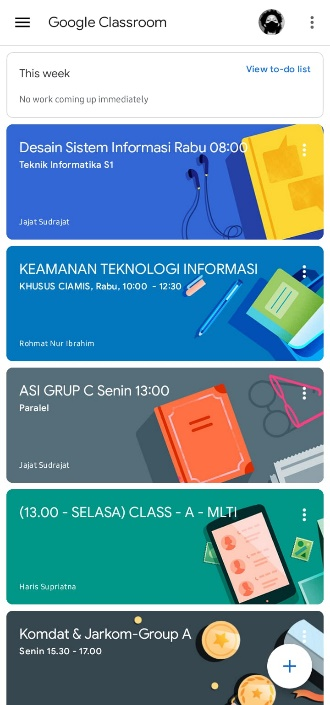 Google Classroom
This week
View to-do list
No work coming up immediately
Desain Sistem Informasi Rabu 08:00
Teknik Informatika S1
Jajat Sudrajat
KEAMANAN TEKNOLOGI INFORMASI
KHUSUS CIAMIS, Rabu, 10:00 - 12:30
Rohmat Nur Ibrahim
ASI GRUP C Senin 13:00
Paralel
Jajat Sudrajat
(13.00 - SELASA) CLASS - A - MLTI
Haris Supriatna
Komdat & Jarkom-Group A
Senin 15.30 - 17.00